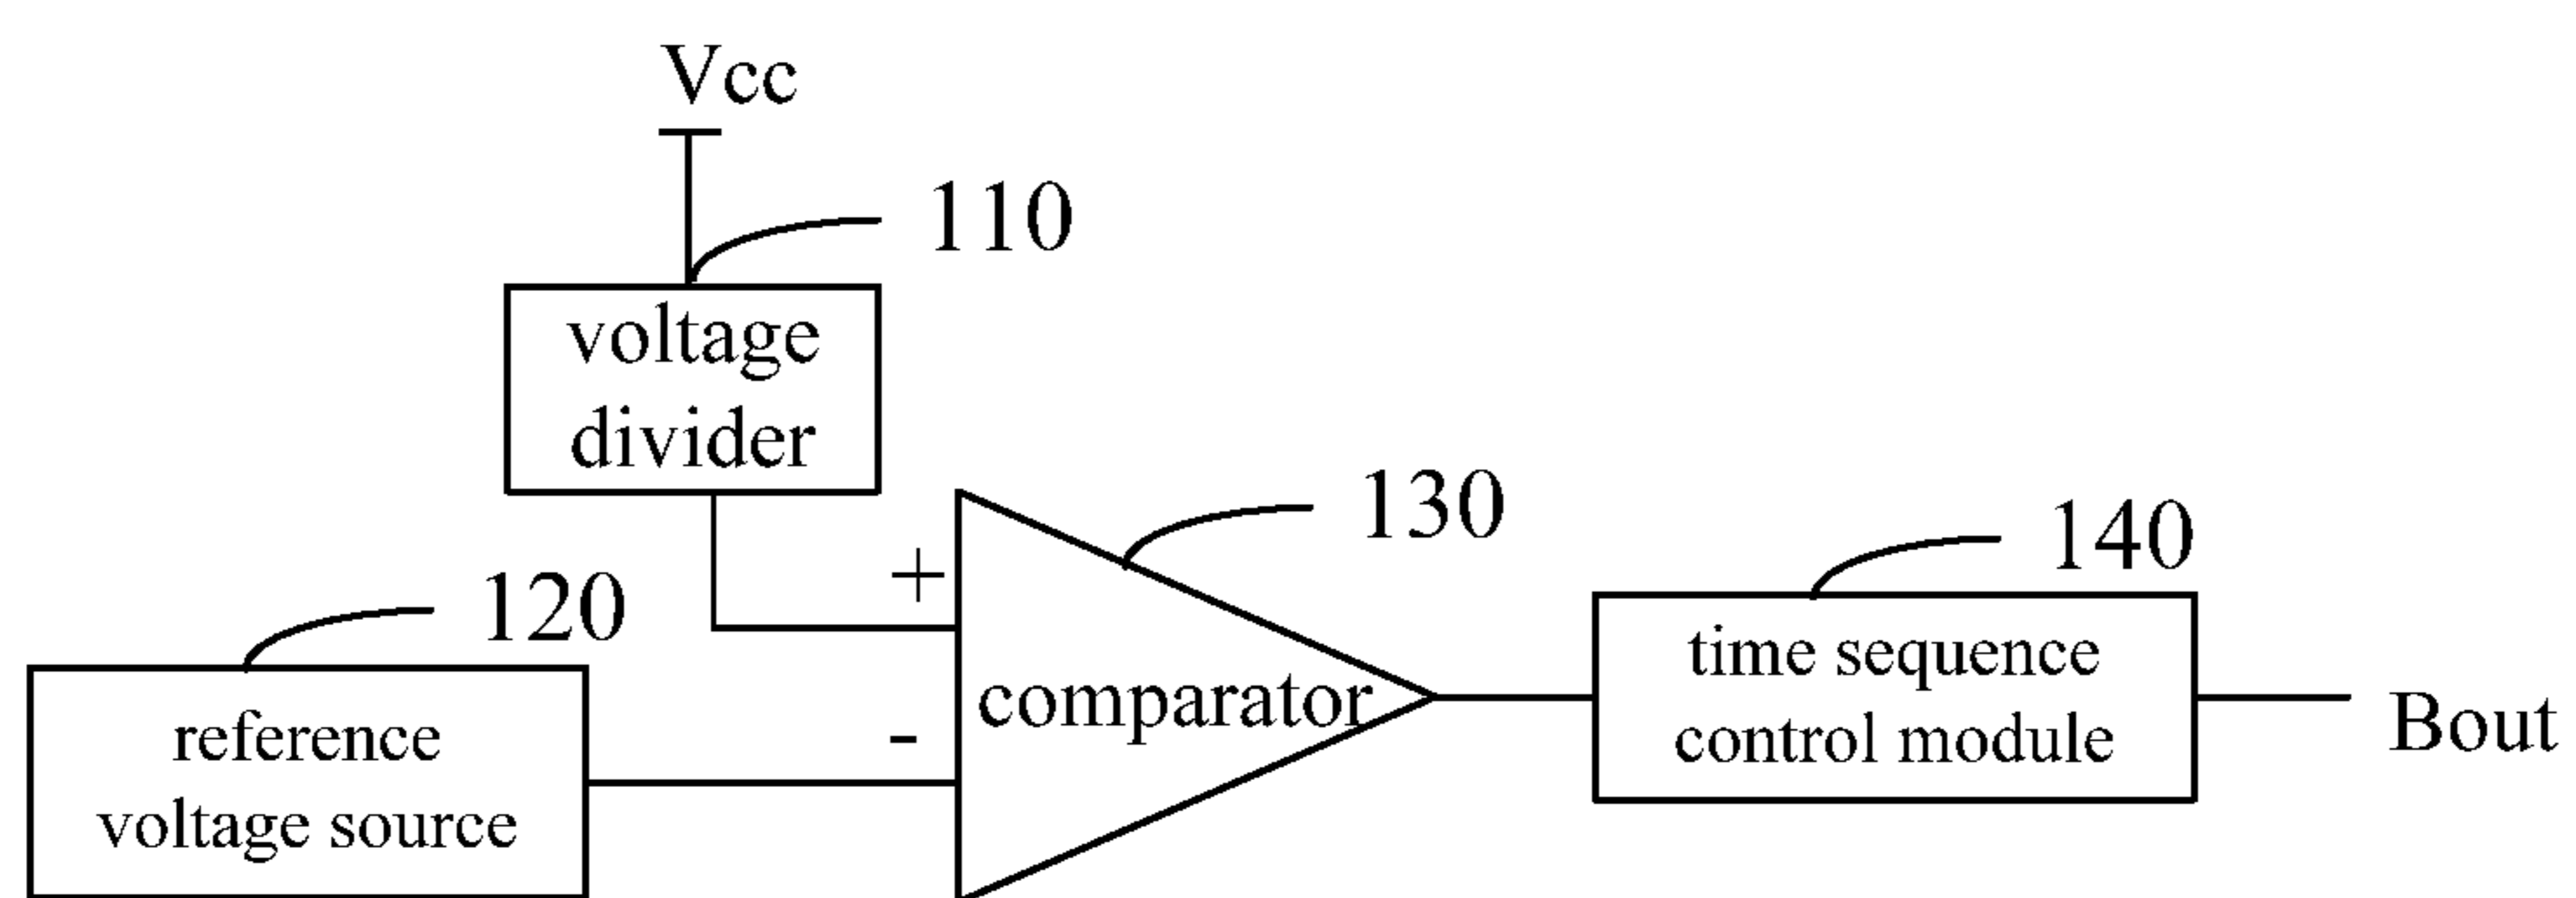 Vcc
110
voltage
divider
130
+
120
140
time sequence
control module
comparator
-
reference
voltage source
Bout